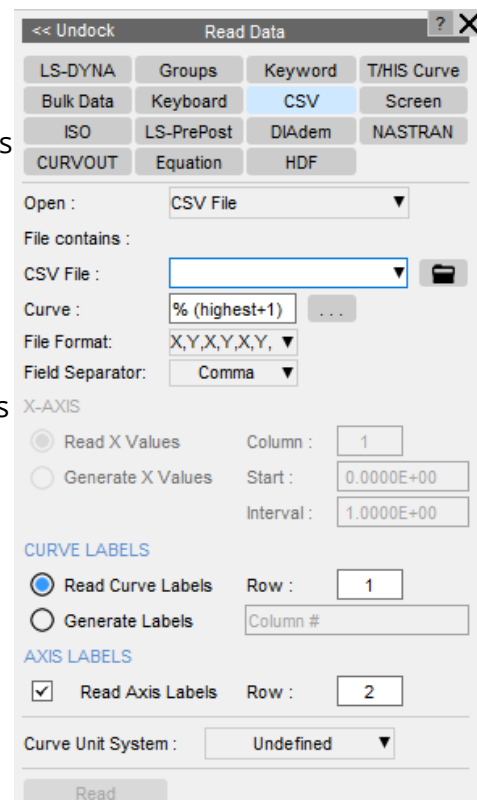 << Undock Read Data ? X
LS-DYNA Groups Keyword T/HIS Curve
Bulk Data Keyboard CSV Screen
s
ISO LS-PrePost DIAdem NASTRAN
CURVOUT Equation HDF
Open : CSV File
File contains :
CSV File :
Curve : % (highest+1) ...
File Format: X,Y,X,Y,X,Y,
Field Separator: Comma
s
X-AXIS
Read X Values Column : 1
Generate X Values Start : 0.0000E+00
Interval : 1.0000E+00
CURVE LABELS
Read Curve Labels Row : 1
Generate Labels Column #
AXIS LABELS
Read Axis Labels Row : 2
Curve Unit System : Undefined
Read